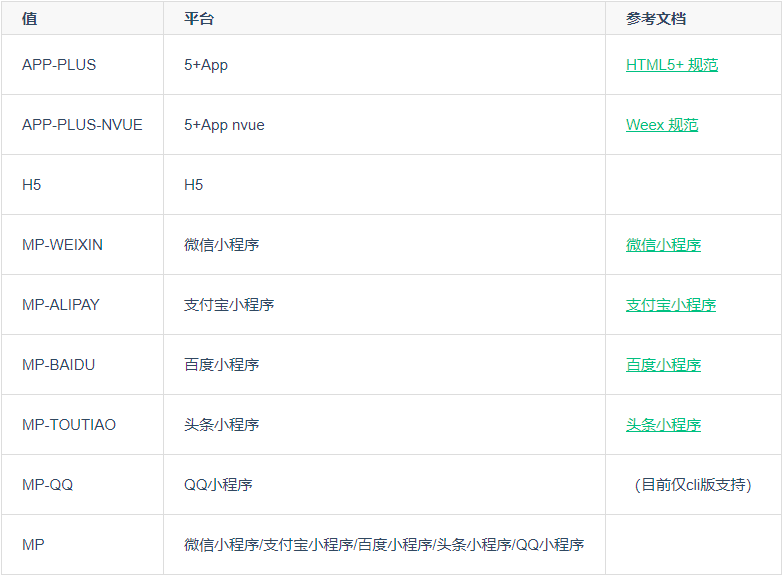 值 平台 参考文档
APP-PLUS 5+App HTML5+ 规范
APP-PLUS-NVUE 5+App nvue Weex 规范
H5 H5
MP-WEIXIN 微信小程序 微信小程序
MP-ALIPAY 支付宝小程序 支付宝小程序
MP-BAIDU 百度小程序 百度小程序
MP-TOUTIAO 头条小程序 头条小程序
MP-QQ QQ小程序 （目前仅cli版支持）
MP 微信小程序/支付宝小程序/百度小程序/头条小程序/QQ小程序